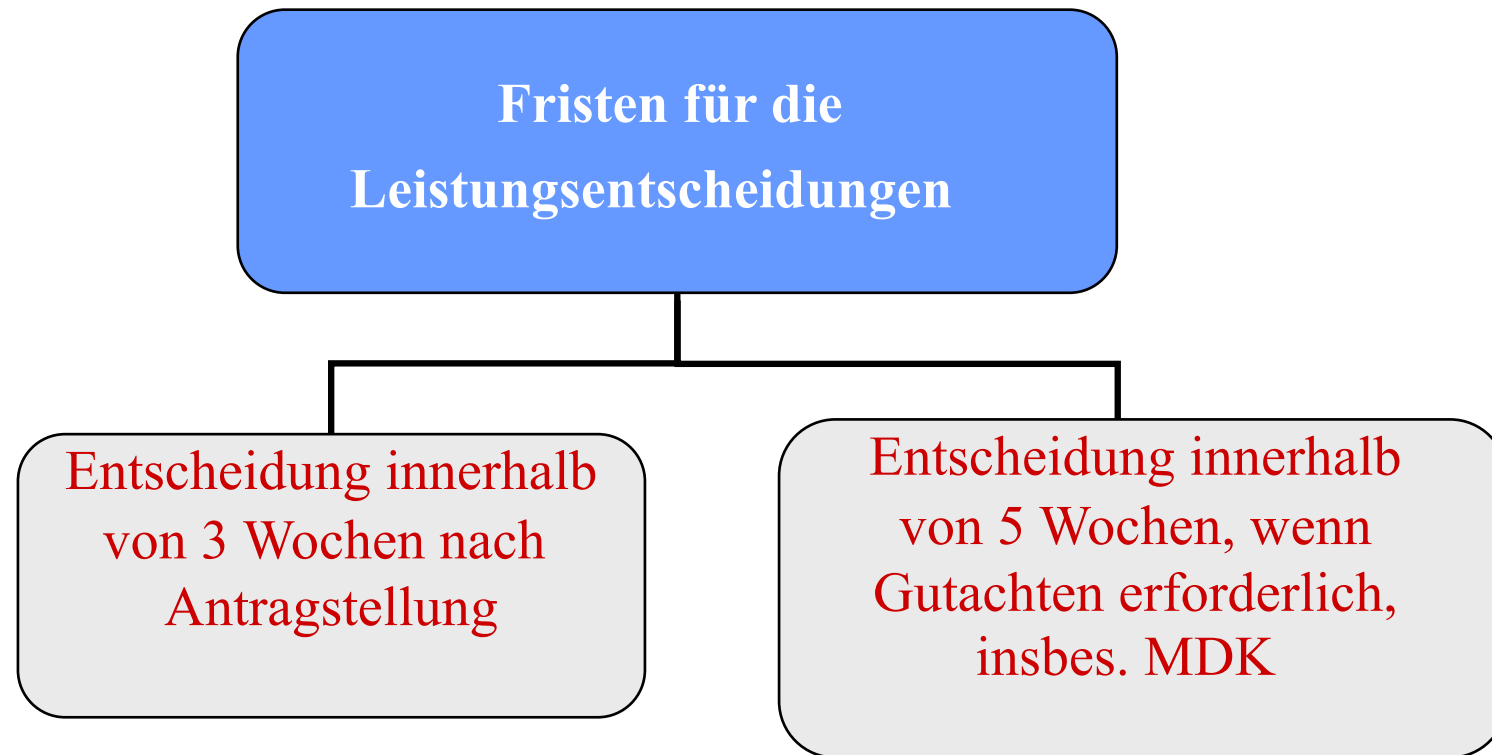 Fristen für die
Leistungsentscheidungen
Entscheidung innerhalb
von 3 Wochen nach
Antragstellung
Entscheidung innerhalb
von 5 Wochen, wenn
Gutachten erforderlich,
insbes. MDK